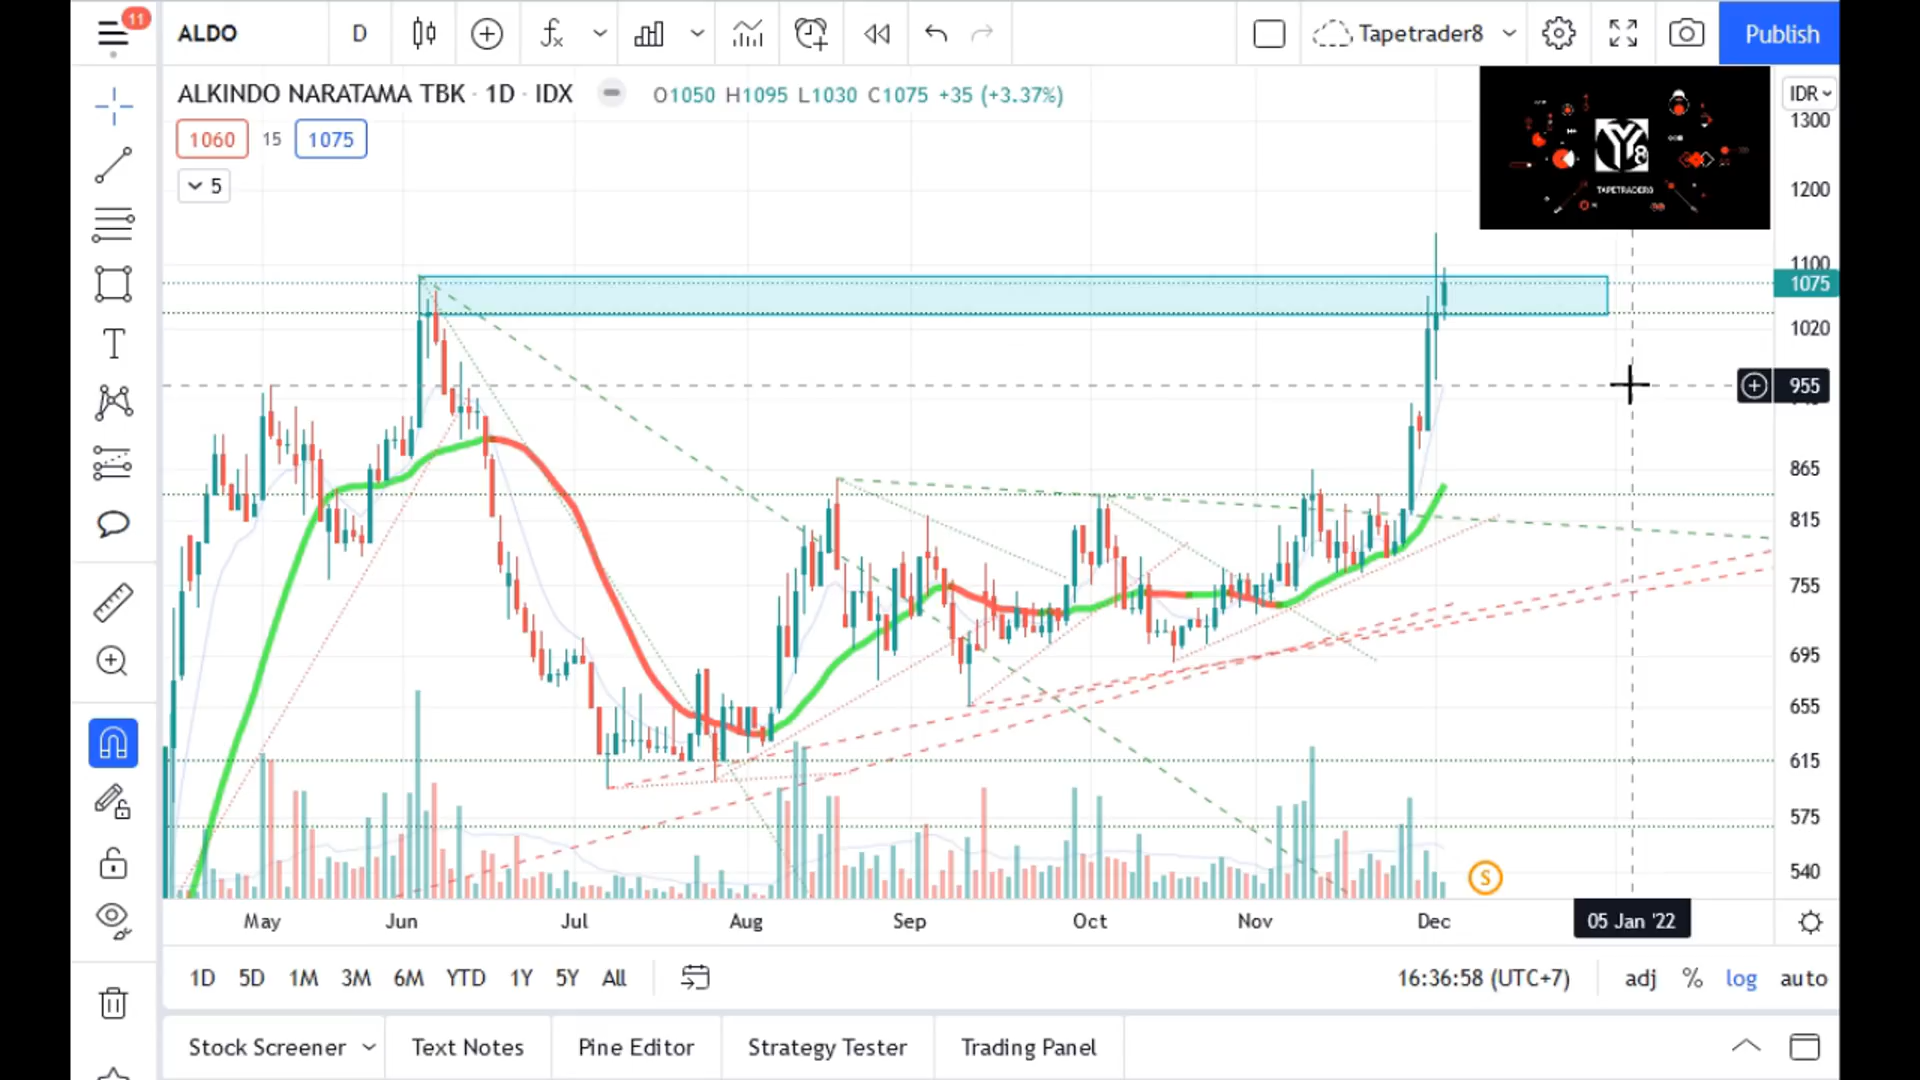 11
ALDO
D
Tapetrader8
Publish
ALKINDO NARATAMA TBK · 1D · IDX
O1050 H1095 L1030 C1075 +35 (+3.37%)
1060 15 1075
5
TAPETRADER8
IDR
1300
1200
1100
1075
1020
955
865
815
755
695
655
615
575
540
S
May Jun Jul Aug Sep Oct Nov Dec 05 Jan '22
1D 5D 1M 3M 6M YTD 1Y 5Y All
16:36:58 (UTC+7) adj % log auto
Stock Screener Text Notes Pine Editor Strategy Tester Trading Panel